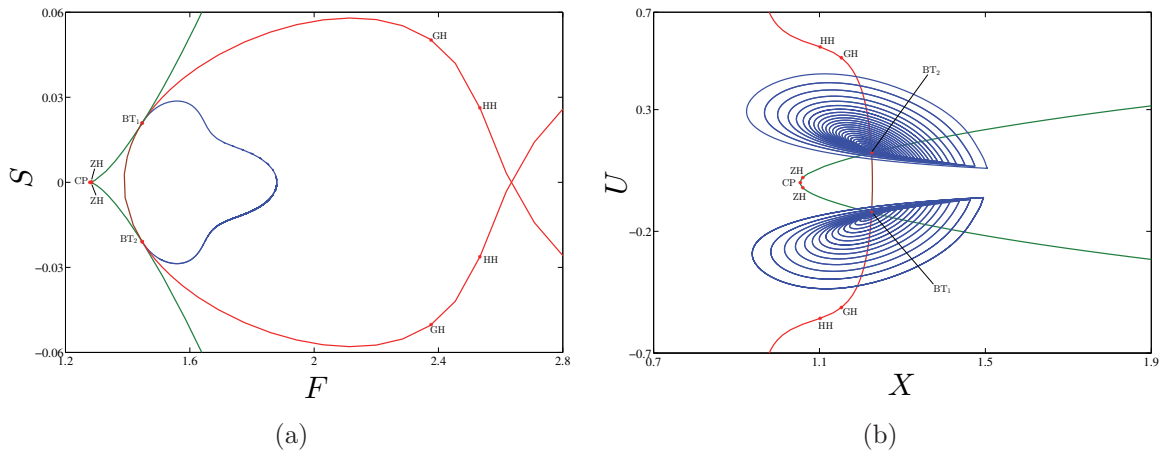 0.06
0.03
0
−0.03
−0.06
S
1.2
1.6
2
2.4
2.8
F
GH
HH
BT₁
ZH
CP
ZH
BT₂
HH
GH
(a)
0.7
0.3
−0.2
−0.7
U
0.7
1.1
1.5
1.9
X
HH
GH
BT₂
ZH
CP
ZH
BT₁
GH
HH
(b)